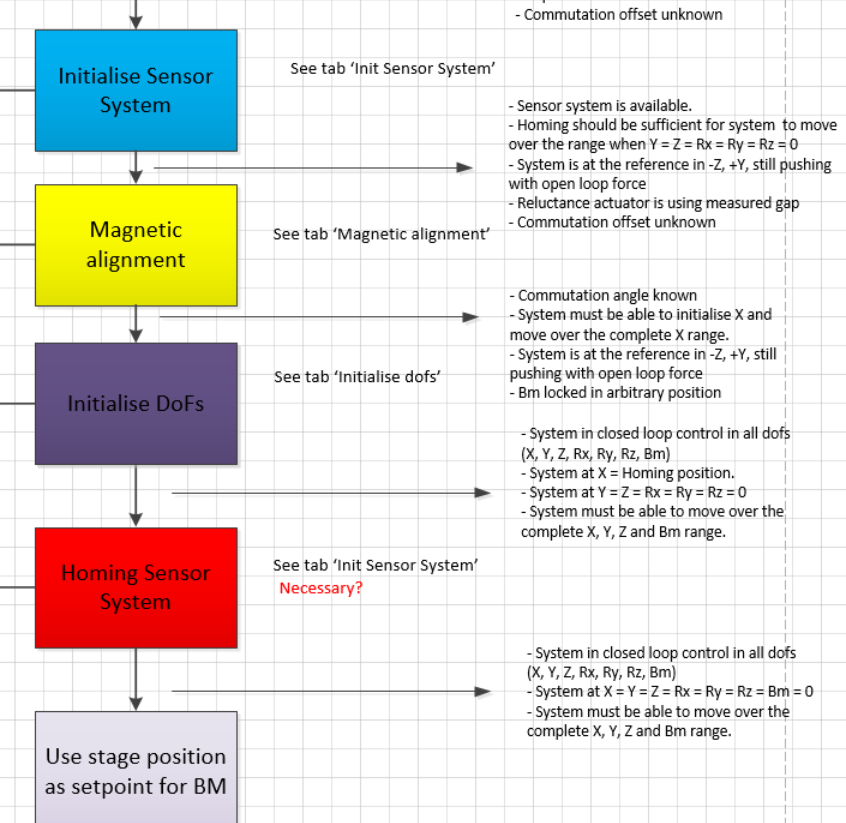 - Commutation offset unknown
Initialise Sensor
System
See tab ‘Init Sensor System’
- Sensor system is available.
- Homing should be sufficient for system to move
over the range when Y = Z = Rx = Ry = Rz = 0
- System is at the reference in -Z, +Y, still pushing
with open loop force
- Reluctance actuator is using measured gap
- Commutation offset unknown
Magnetic
alignment
See tab ‘Magnetic alignment’
- Commutation angle known
- System must be able to initialise X and
move over the complete X range.
- System is at the reference in -Z, +Y, still
pushing with open loop force
- Bm locked in arbitrary position
Initialise DoFs
See tab ‘Initialise dofs’
- System in closed loop control in all dofs
(X, Y, Z, Rx, Ry, Rz, Bm)
- System at X = Homing position.
- System at Y = Z = Rx = Ry = Rz = 0
- System must be able to move over the
complete X, Y, Z and Bm range.
Homing Sensor
System
See tab ‘Init Sensor System’
Necessary?
- System in closed loop control in all dofs
(X, Y, Z, Rx, Ry, Rz, Bm)
- System at X = Y = Z = Rx = Ry = Rz = Bm = 0
- System must be able to move over the
complete X, Y, Z and Bm range.
Use stage position
as setpoint for BM